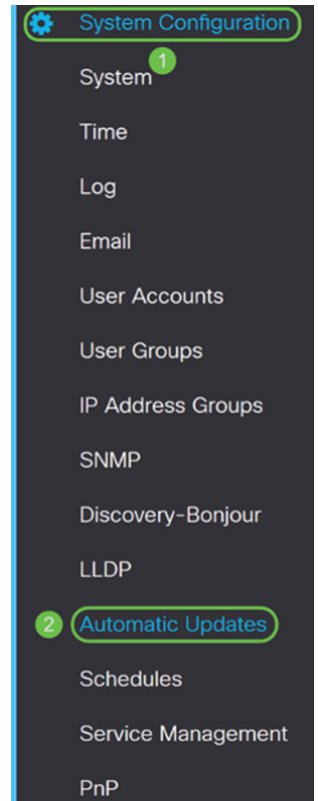 System Configuration
1
System
Time
Log
Email
User Accounts
User Groups
IP Address Groups
SNMP
Discovery-Bonjour
LLDP
2 Automatic Updates
Schedules
Service Management
PnP